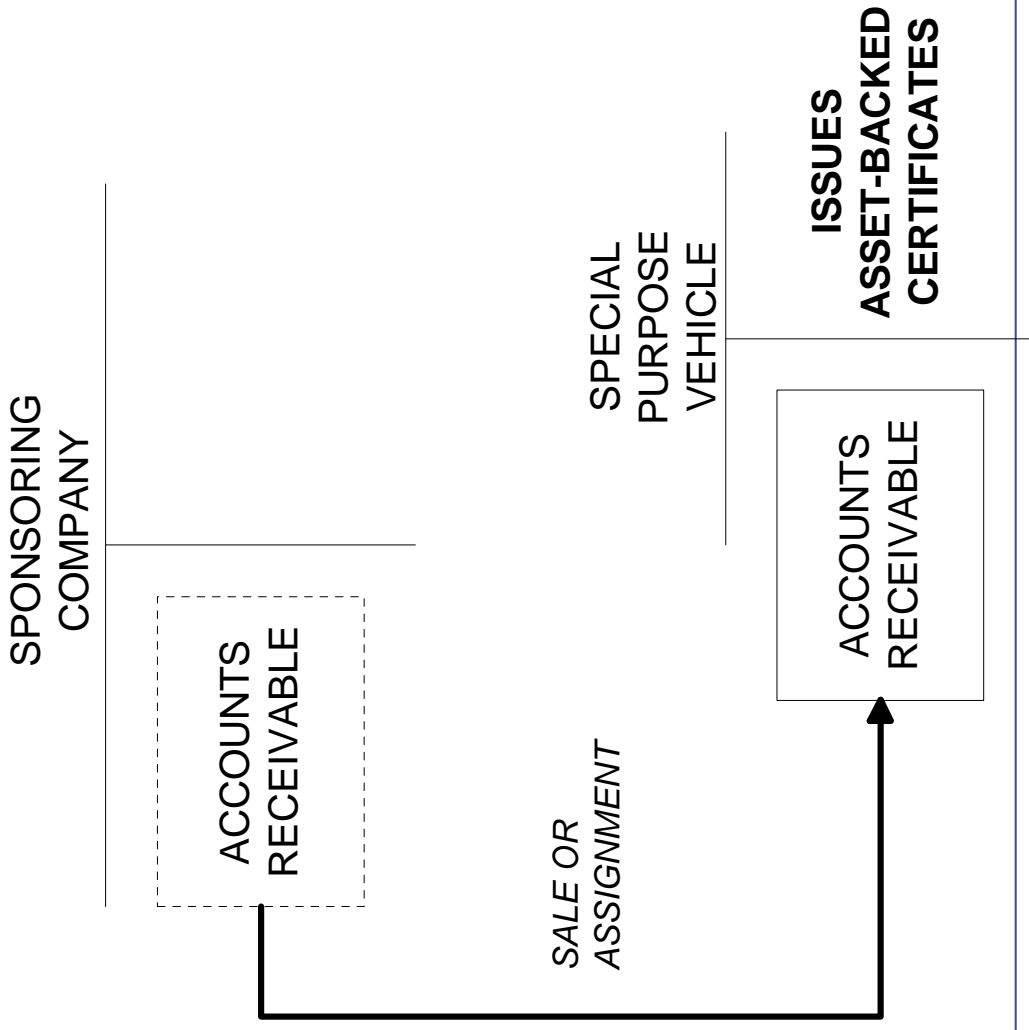 SPONSORING
COMPANY
ACCOUNTS
RECEIVABLE
SALE OR
ASSIGNMENT
SPECIAL
PURPOSE
VEHICLE
ACCOUNTS
RECEIVABLE
ISSUES
ASSET-BACKED
CERTIFICATES